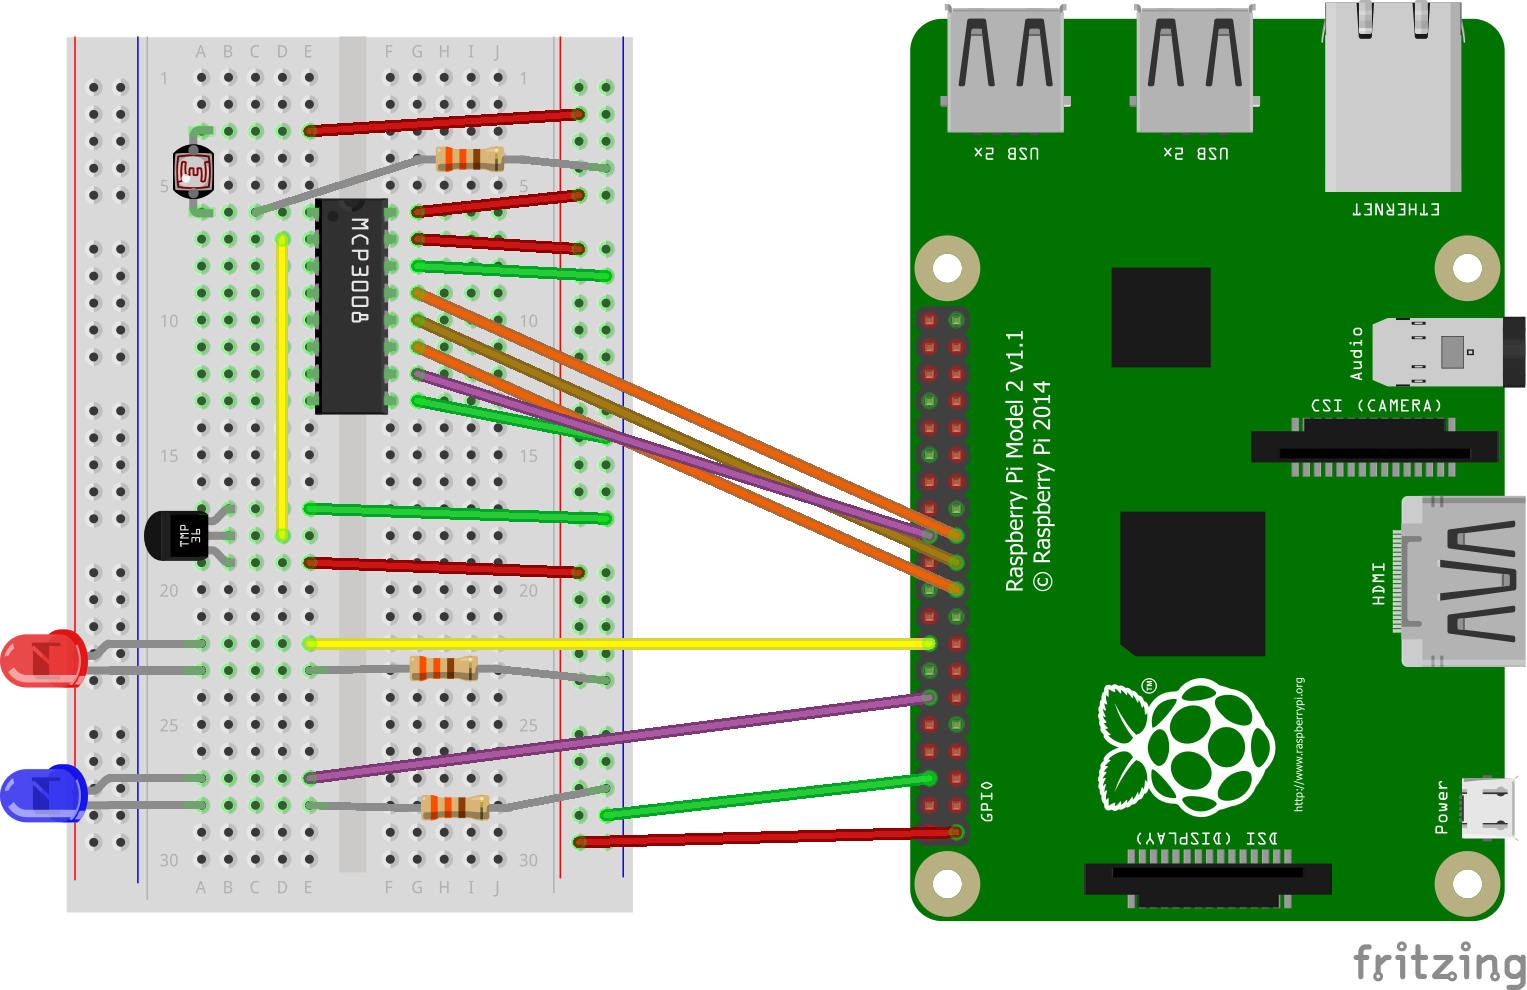 A B C D E F G H I J
1 1
5 5
10 10
15 15
20 20
25 25
30 30
A B C D E F G H I J
MCP3008
TMP
36
USB 2x
USB 2x
ETHERNET
Audio
CSI (CAMERA)
Raspberry Pi Model 2 v1.1
© Raspberry Pi 2014
HDMI
TM
http://www.raspberrypi.org
GPIO
Power
DSI (DISPLAY)
fritzing